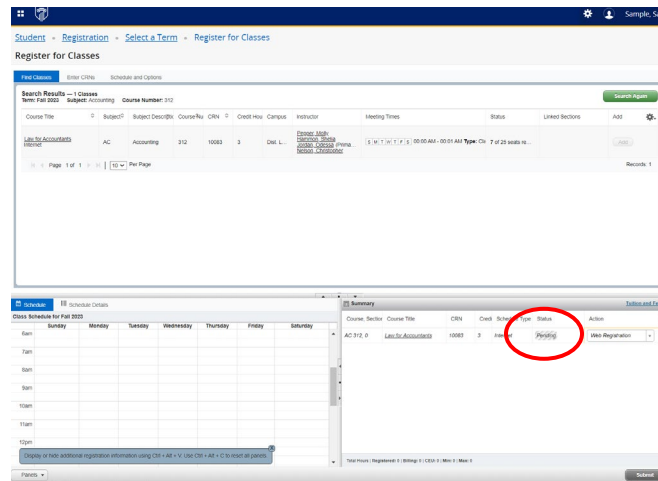 Sample, S
Student • Registration • Select a Term • Register for Classes
Register for Classes
Find Classes Enter CRNs Schedule and Options
Search Results — 1 Classes
Term: Fall 2023 Subject: Accounting Course Number: 312
Search Again
Course Title Subject Subject Description Course Nu CRN Credit Hou Campus Instructor Meeting Times Status Linked Sections Add
Law for Accountants
Internet
AC Accounting 312 10083 3 Dist. L...
Pepper, Molly
Hammon, Sheila
Jordan, Odessa (Prima...
Nelson, Christopher
S M T W T F S 00:00 AM - 00:01 AM Type: Cla 7 of 25 seats re...
Add
Page 1 of 1 10 Per Page Records: 1
Schedule Schedule Details
Class Schedule for Fall 2023
Sunday Monday Tuesday Wednesday Thursday Friday Saturday
6am
7am
8am
9am
10am
11am
12pm
Display or hide additional registration information using Ctrl + Alt + V. Use Ctrl + Alt + C to reset all panels.
Summary Tuition and Fe
Course, Sectior Course Title CRN Credi Schedule Type Status Action
AC 312, 0 Law for Accountants 10083 3 Internet Pending Web Registration
Total Hours | Registered: 0 | Billing: 0 | CEU: 0 | Min: 0 | Max: 0
Panels Submit